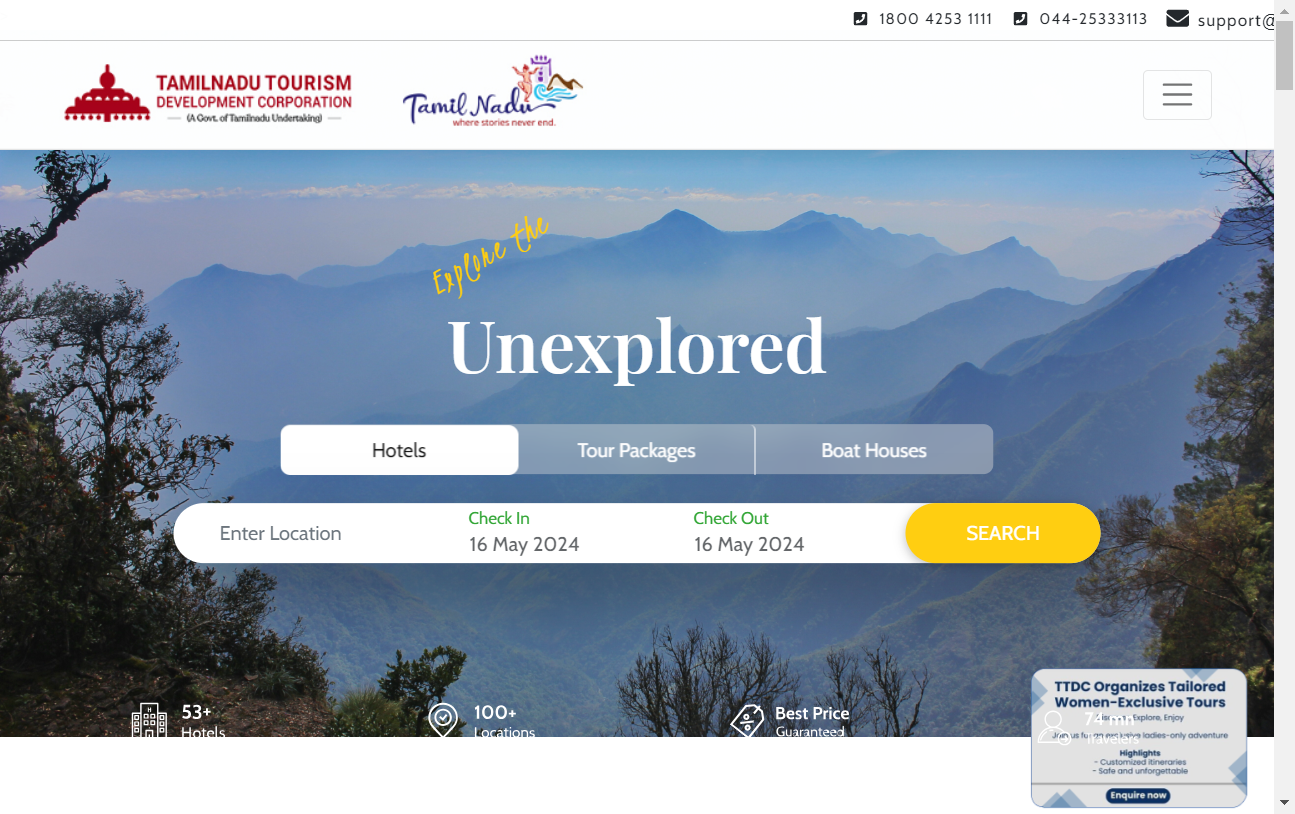 1800 4253 1111 044-25333113 support@
TAMILNADU TOURISM
DEVELOPMENT CORPORATION
(A Govt. of Tamilnadu Undertaking)
Tamil Nadu
where stories never end.
Explore the
Unexplored
Hotels Tour Packages Boat Houses
Enter Location
Check In
16 May 2024
Check Out
16 May 2024
SEARCH
53+
Hotels
100+
Locations
Best Price
Guaranteed
74 mn
Travelers
TTDC Organizes Tailored
Women-Exclusive Tours
Explore, Enjoy
Join us for an exclusive ladies-only adventure
Highlights
- Customized itineraries
- Safe and unforgettable
Enquire now